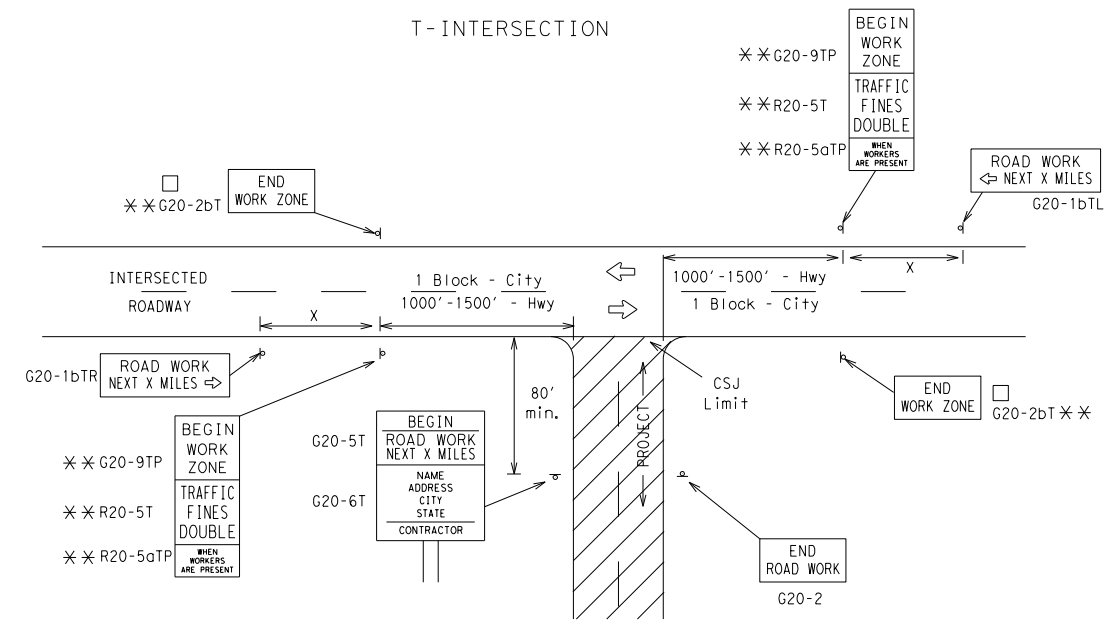 T-INTERSECTION
BEGIN
WORK
ZONE
TRAFFIC
FINES
DOUBLE
WHEN
WORKERS
ARE PRESENT
✳✳G20-9TP
✳✳R20-5T
✳✳R20-5aTP
ROAD WORK
⇦ NEXT X MILES
G20-1bTL
□
✳✳G20-2bT
END
WORK ZONE
INTERSECTED
ROADWAY
1 Block - City
1000'-1500' - Hwy
1000'-1500' - Hwy
1 Block - City
X
X
G20-1bTR
ROAD WORK
NEXT X MILES ⇨
80'
min.
PROJECT
CSJ
Limit
END
WORK ZONE
□
G20-2bT✳✳
✳✳G20-9TP
✳✳R20-5T
✳✳R20-5aTP
BEGIN
WORK
ZONE
TRAFFIC
FINES
DOUBLE
WHEN
WORKERS
ARE PRESENT
G20-5T
G20-6T
BEGIN
ROAD WORK
NEXT X MILES
NAME
ADDRESS
CITY
STATE
CONTRACTOR
END
ROAD WORK
G20-2